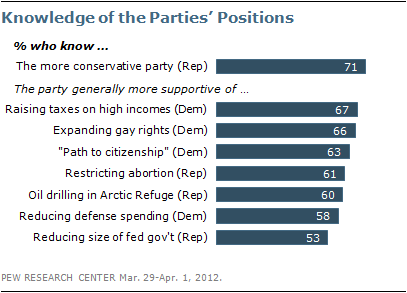 Knowledge of the Parties' Positions
% who know ...
The more conservative party (Rep) 71
The party generally more supportive of ...
Raising taxes on high incomes (Dem) 67
Expanding gay rights (Dem) 66
"Path to citizenship" (Dem) 63
Restricting abortion (Rep) 61
Oil drilling in Arctic Refuge (Rep) 60
Reducing defense spending (Dem) 58
Reducing size of fed gov't (Rep) 53
PEW RESEARCH CENTER Mar. 29-Apr. 1, 2012.